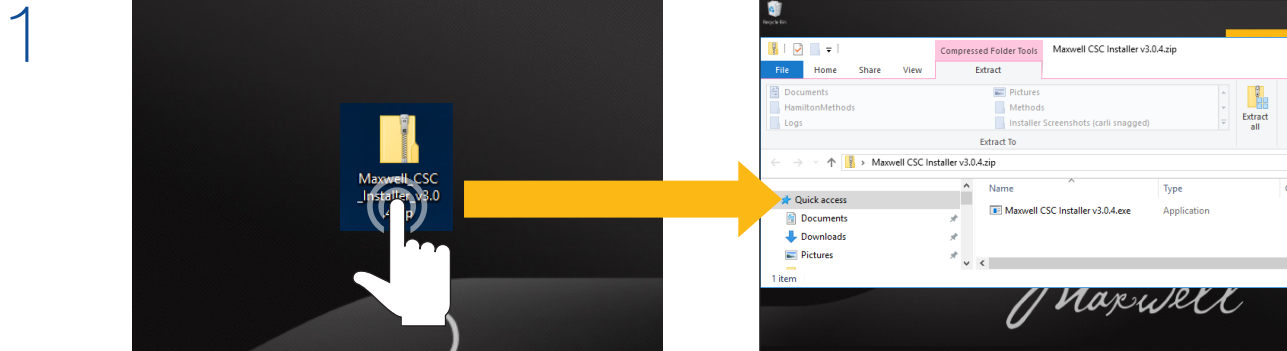 1
Maxwell_CSC
_Installer_v3.0
Recycle Bin
Compressed Folder Tools Maxwell CSC Installer v3.0.4.zip
File Home Share View Extract
Documents Pictures
HamiltonMethods Methods
Logs Installer Screenshots (carli snagged)
Extract
all
Extract To
Maxwell CSC Installer v3.0.4.zip
Name Type
Quick access
Maxwell CSC Installer v3.0.4.exe Application
Documents
Downloads
Pictures
1 item
Maxwell